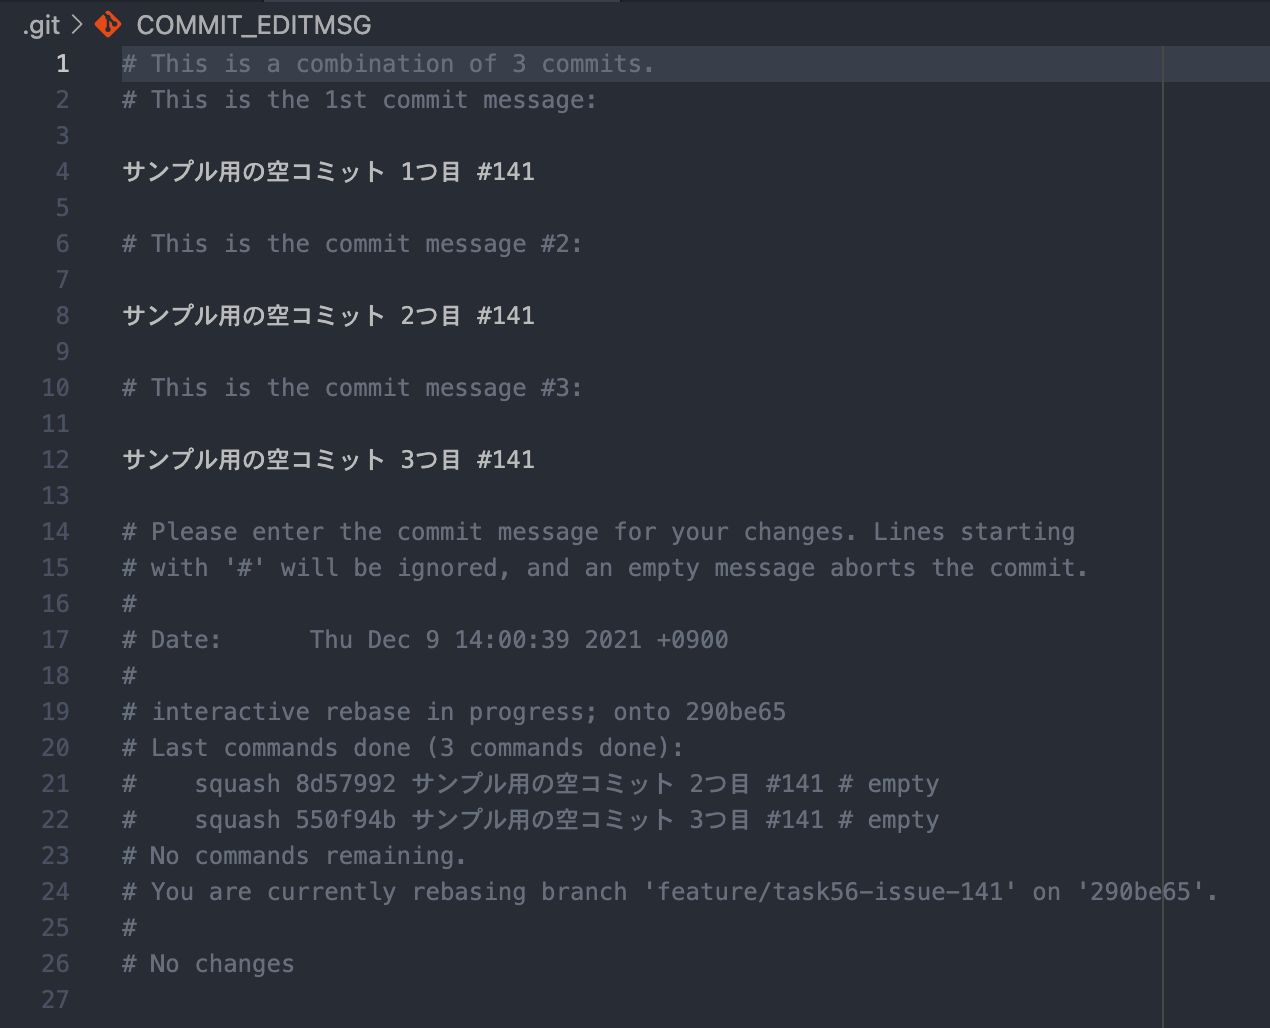 .git > COMMIT_EDITMSG
1 # This is a combination of 3 commits.
2 # This is the 1st commit message:
3
4 サンプル用の空コミット 1つ目 #141
5
6 # This is the commit message #2:
7
8 サンプル用の空コミット 2つ目 #141
9
10 # This is the commit message #3:
11
12 サンプル用の空コミット 3つ目 #141
13
14 # Please enter the commit message for your changes. Lines starting
15 # with '#' will be ignored, and an empty message aborts the commit.
16 #
17 # Date:      Thu Dec 9 14:00:39 2021 +0900
18 #
19 # interactive rebase in progress; onto 290be65
20 # Last commands done (3 commands done):
21 #    squash 8d57992 サンプル用の空コミット 2つ目 #141 # empty
22 #    squash 550f94b サンプル用の空コミット 3つ目 #141 # empty
23 # No commands remaining.
24 # You are currently rebasing branch 'feature/task56-issue-141' on '290be65'.
25 #
26 # No changes
27